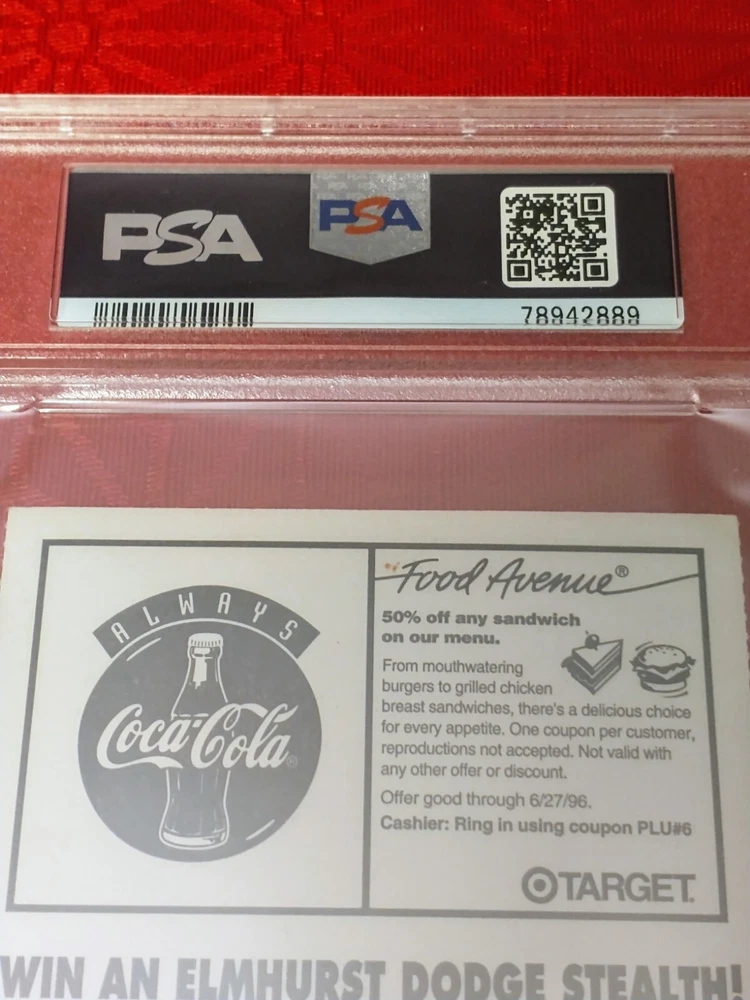 PSA
PSA
78942889
ALWAYS
Coca-Cola®
Food Avenue®
50% off any sandwich
on our menu.
From mouthwatering
burgers to grilled chicken
breast sandwiches, there's a delicious choice
for every appetite. One coupon per customer,
reproductions not accepted. Not valid with
any other offer or discount.
Offer good through 6/27/96.
Cashier: Ring in using coupon PLU#6
TARGET.
WIN AN ELMHURST DODGE STEALTH!